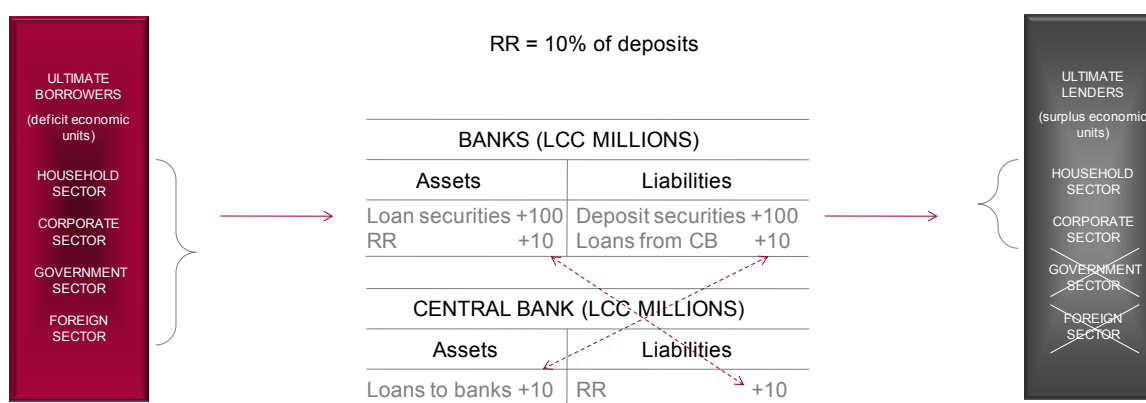 RR = 10% of deposits
ULTIMATE
BORROWERS
(deficit economic
units)
HOUSEHOLD
SECTOR
CORPORATE
SECTOR
GOVERNMENT
SECTOR
FOREIGN
SECTOR
BANKS (LCC MILLIONS)
Assets Liabilities
Loan securities +100 Deposit securities +100
RR +10 Loans from CB +10
CENTRAL BANK (LCC MILLIONS)
Assets Liabilities
Loans to banks +10 RR +10
ULTIMATE
LENDERS
(surplus economic
units)
HOUSEHOLD
SECTOR
CORPORATE
SECTOR
GOVERNMENT
SECTOR
FOREIGN
SECTOR